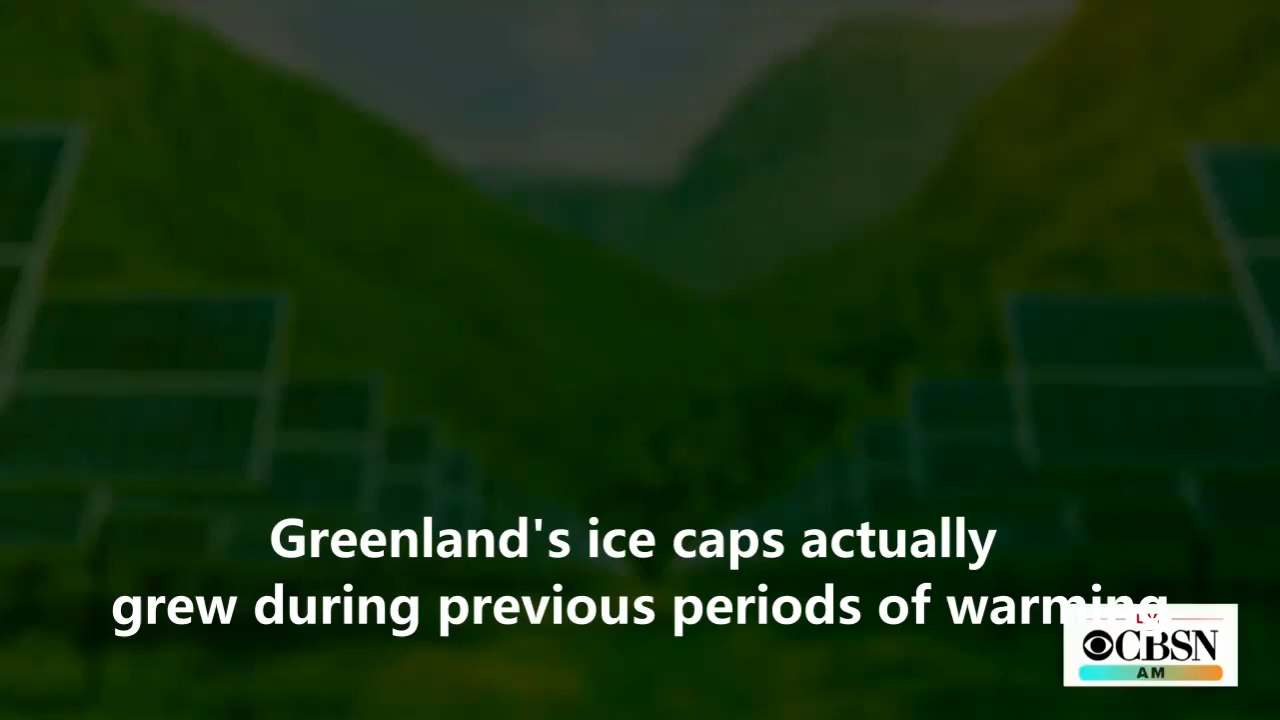 Greenland's ice caps actually
grew during previous periods of warming
CBSN
AM